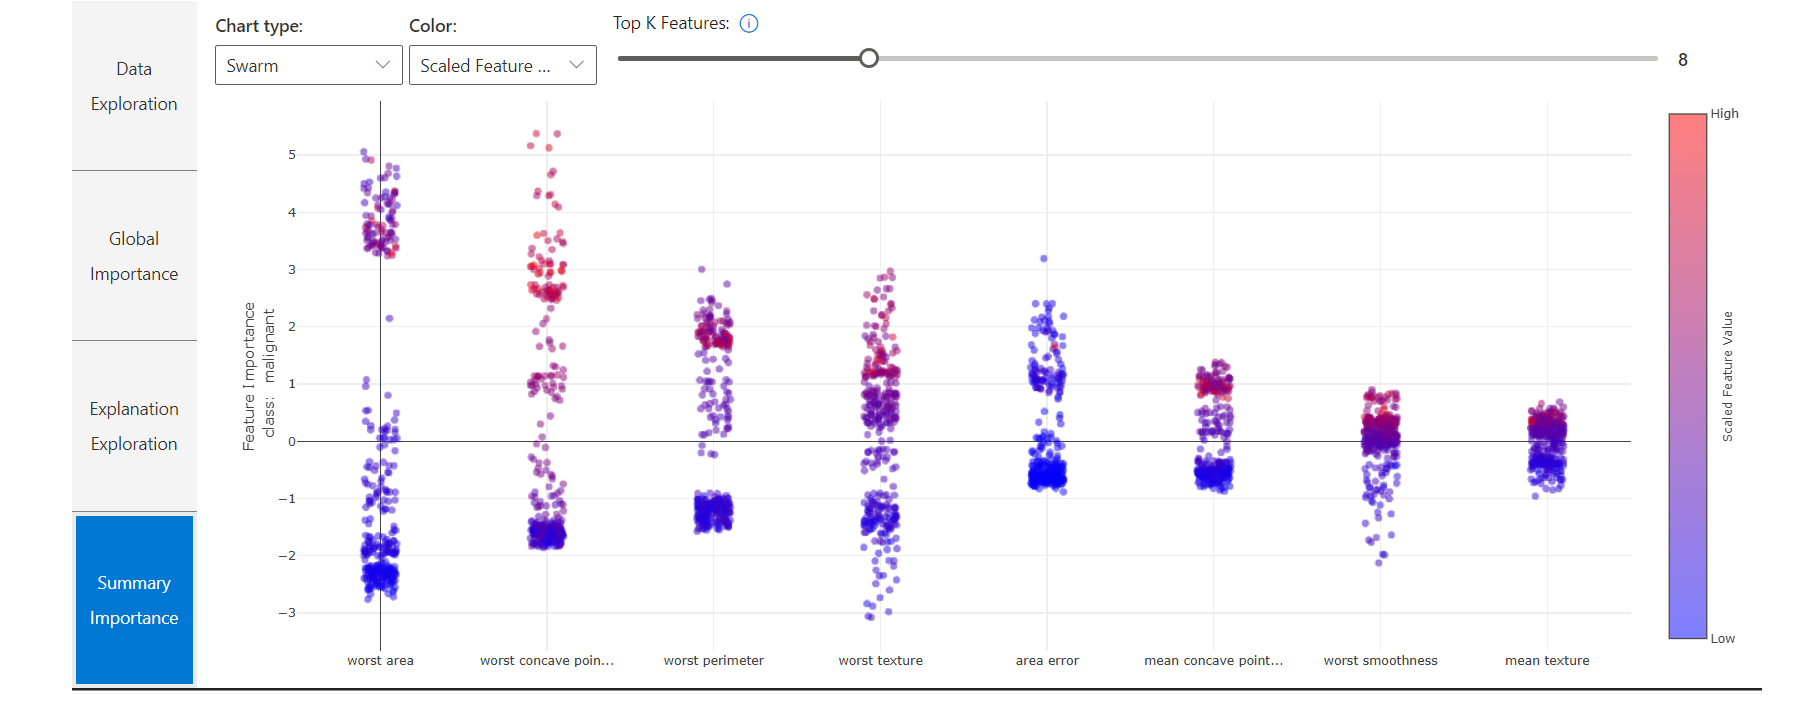 Chart type:
Color:
Top K Features:
Swarm
Scaled Feature ...
8
Data
Exploration
Global
Importance
Explanation
Exploration
Summary
Importance
Feature Importance
class: malignant
5
4
3
2
1
0
−1
−2
−3
worst area
worst concave poin...
worst perimeter
worst texture
area error
mean concave point...
worst smoothness
mean texture
High
Low
Scaled Feature Value